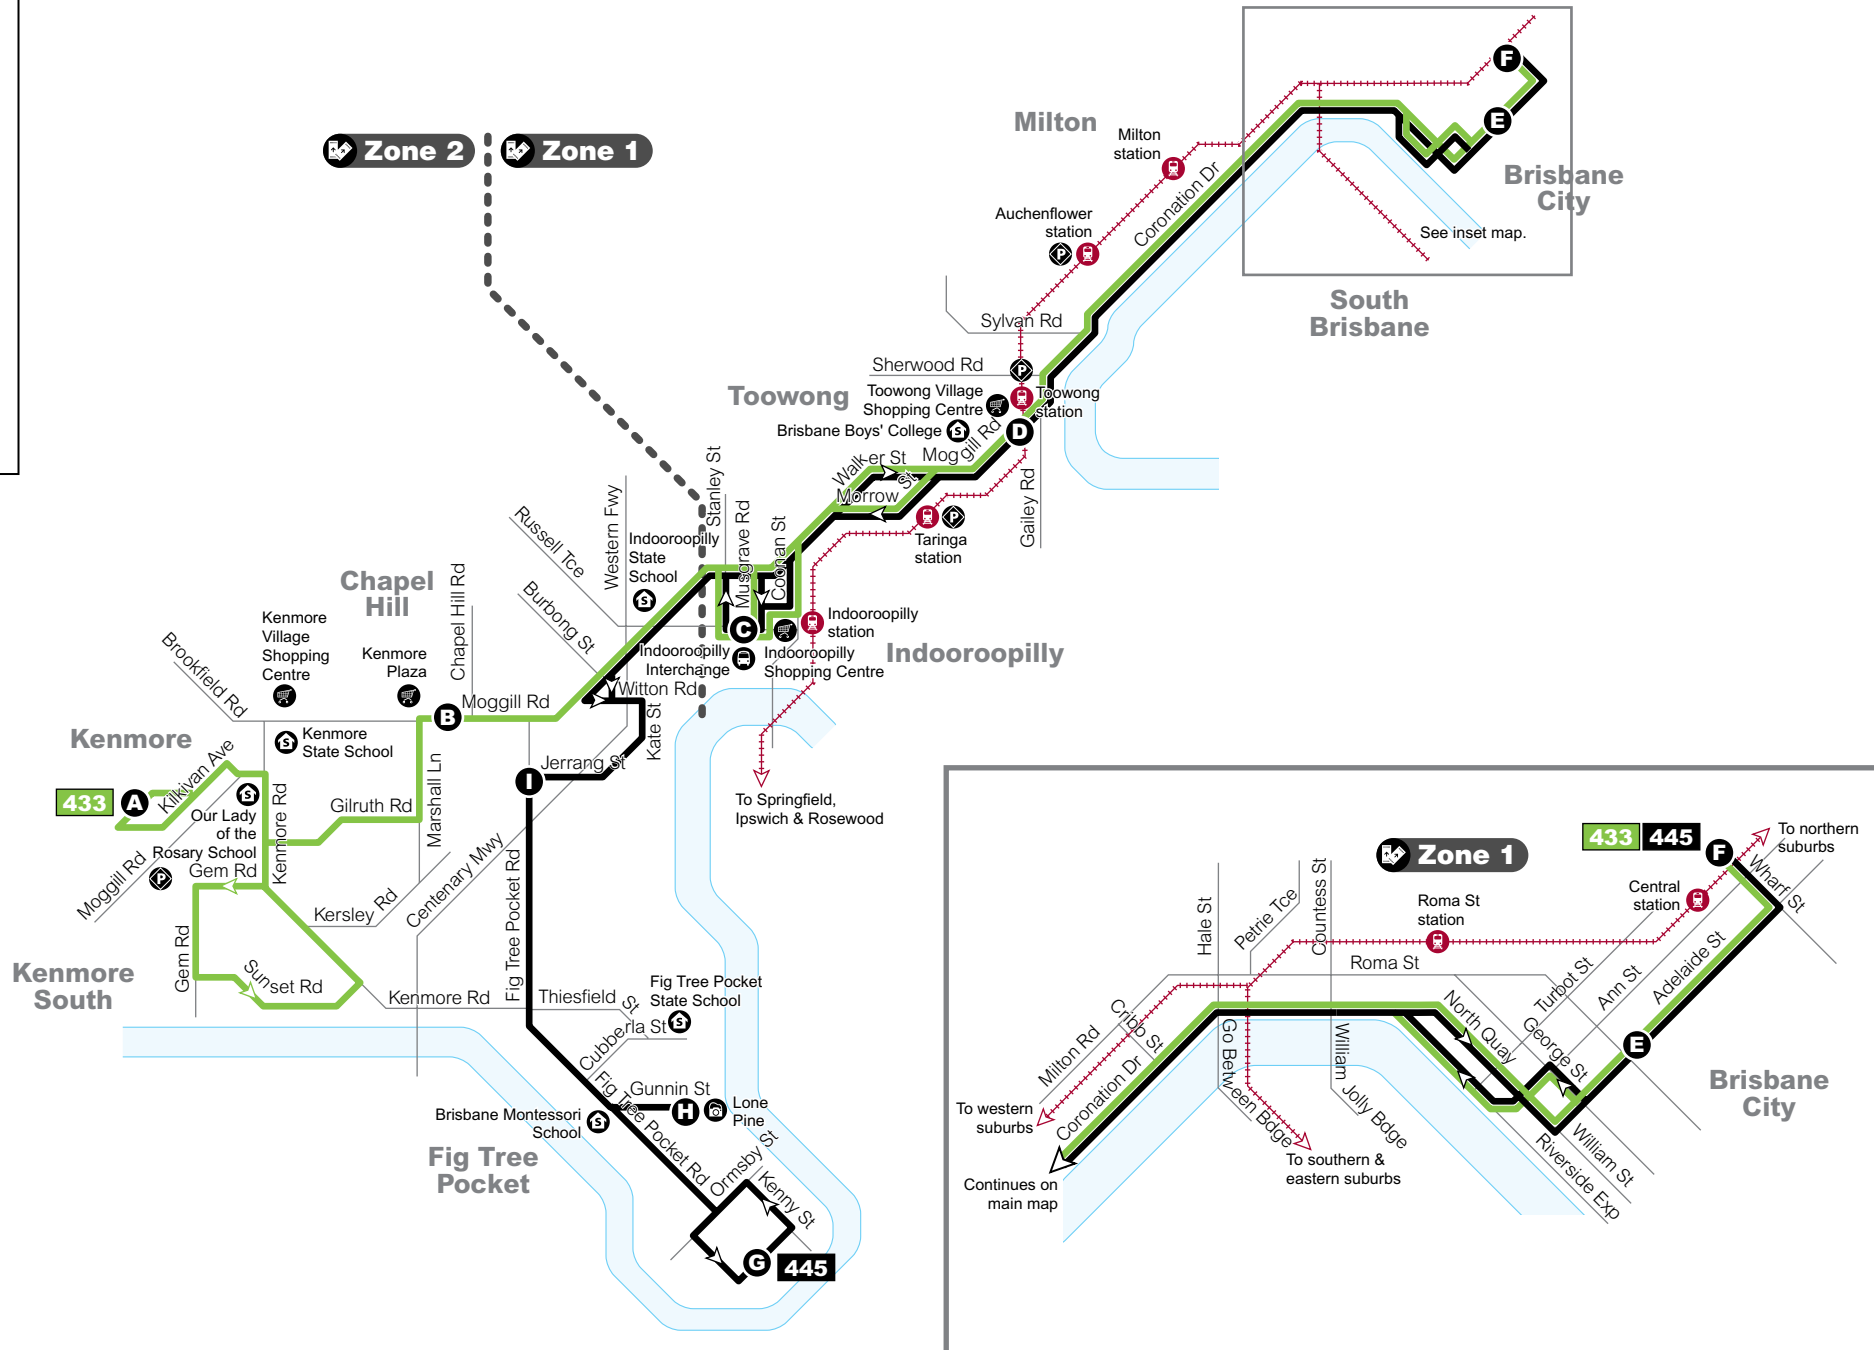 Zone 2
Zone 1
Milton
Milton
station
Auchenflower
station
P
Coronation Dr
F
E
Brisbane
City
See inset map.
South
Brisbane
Sylvan Rd
Sherwood Rd
P
Toowong
Toowong Village
Shopping Centre
Toowong
station
Brisbane Boys' College
S
D
Moggill Rd
Walker St
Morrow
St
Gailey Rd
P
Taringa
station
Stanley St
Musgrave Rd
Coonan St
Western Fwy
Russell Tce
Burbong St
Indooroopilly
State
School
S
C
Indooroopilly
station
Indooroopilly
Interchange
Indooroopilly
Shopping Centre
Indooroopilly
Witton Rd
Kate St
Jerrang St
To Springfield,
Ipswich & Rosewood
Chapel
Hill
Chapel Hill Rd
Kenmore
Village
Shopping
Centre
Kenmore
Plaza
Brookfield Rd
B
Moggill Rd
Kenmore
S
Kenmore
State School
Kilkivan Ave
433
A
S
Our Lady
of the
Rosary School
Kenmore Rd
Gilruth Rd
Marshall Ln
Moggill Rd
P
Gem Rd
Kersley Rd
Centenary Mwy
I
Fig Tree Pocket Rd
Gem Rd
Sunset Rd
Kenmore
South
Kenmore Rd
Thiesfield St
Fig Tree Pocket
State School
S
Cubberla St
Gunnin St
H
Lone
Pine
Brisbane Montessori
School
S
Fig Tree Pocket Rd
Fig Tree
Pocket
Ormsby St
Kenny St
G
445
Zone 1
433
445
F
To northern
suburbs
Wharf St
Central
station
Roma St
station
Hale St
Petrie Tce
Countess St
Roma St
Turbot St
Ann St
Adelaide St
North Quay
George St
E
Cribb St
Milton Rd
Coronation Dr
Go Between Bdge
William Jolly Bdge
To western
suburbs
Continues on
main map
To southern &
eastern suburbs
William St
Riverside Exp
Brisbane
City